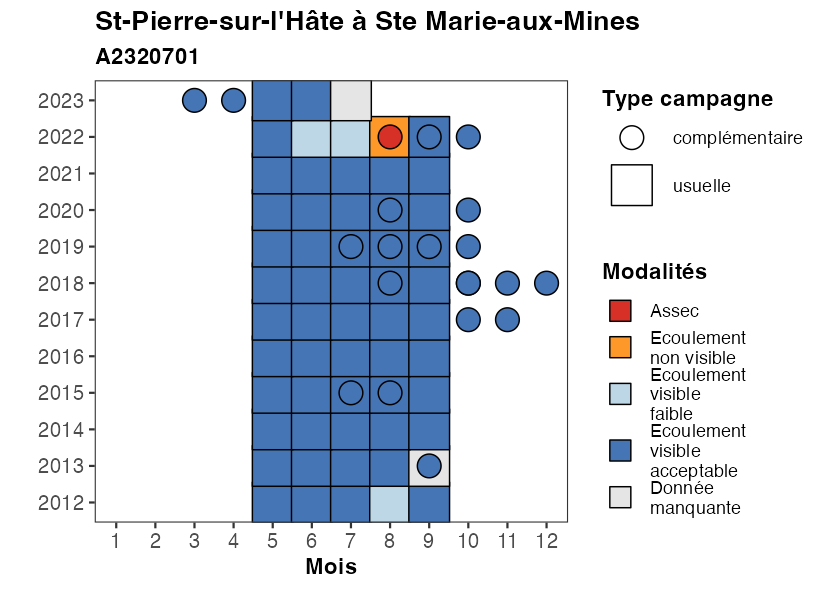 St-Pierre-sur-l'Hâte à Ste Marie-aux-Mines
A2320701
2023
2022
2021
2020
2019
2018
2017
2016
2015
2014
2013
2012
1 2 3 4 5 6 7 8 9 10 11 12
Mois
Type campagne
complémentaire
usuelle
Modalités
Assec
Ecoulement
non visible
Ecoulement
visible
faible
Ecoulement
visible
acceptable
Donnée
manquante